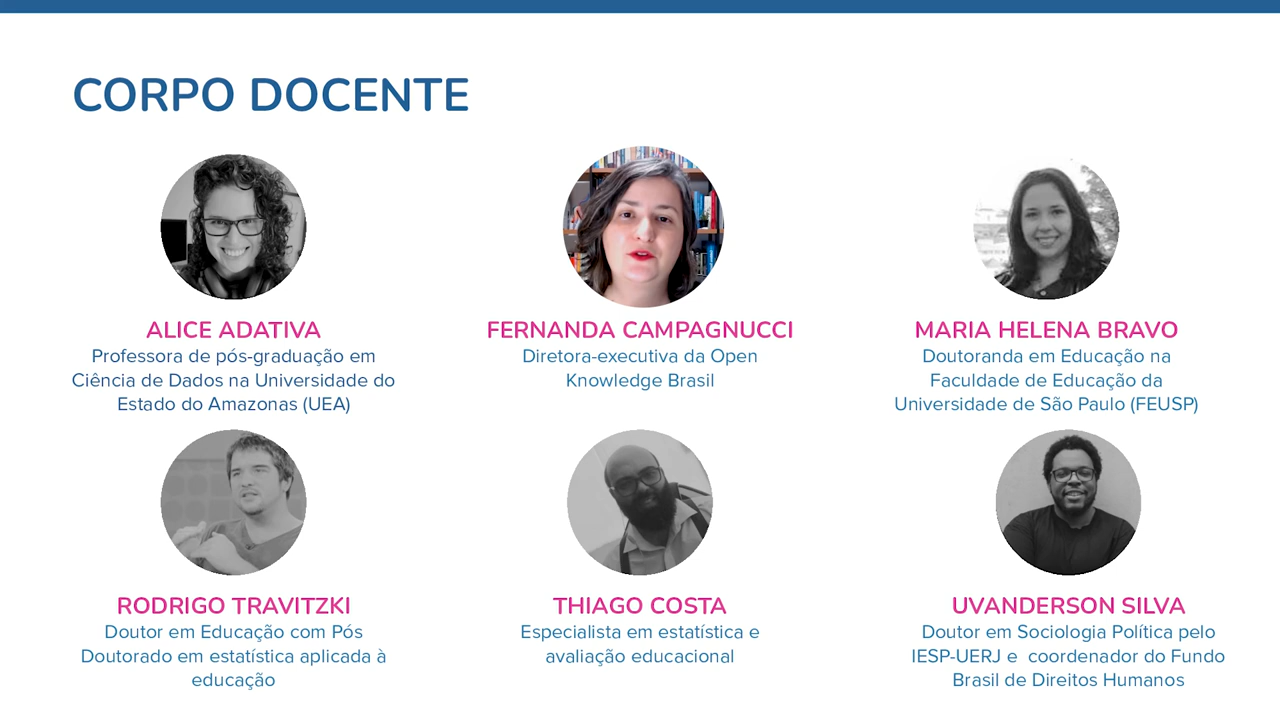 CORPO DOCENTE
ALICE ADATIVA
Professora de pós-graduação em
Ciência de Dados na Universidade do
Estado do Amazonas (UEA)
FERNANDA CAMPAGNUCCI
Diretora-executiva da Open
Knowledge Brasil
MARIA HELENA BRAVO
Doutoranda em Educação na
Faculdade de Educação da
Universidade de São Paulo (FEUSP)
RODRIGO TRAVITZKI
Doutor em Educação com Pós
Doutorado em estatística aplicada à
educação
THIAGO COSTA
Especialista em estatística e
avaliação educacional
UVANDERSON SILVA
Doutor em Sociologia Política pelo
IESP-UERJ e  coordenador do Fundo
Brasil de Direitos Humanos